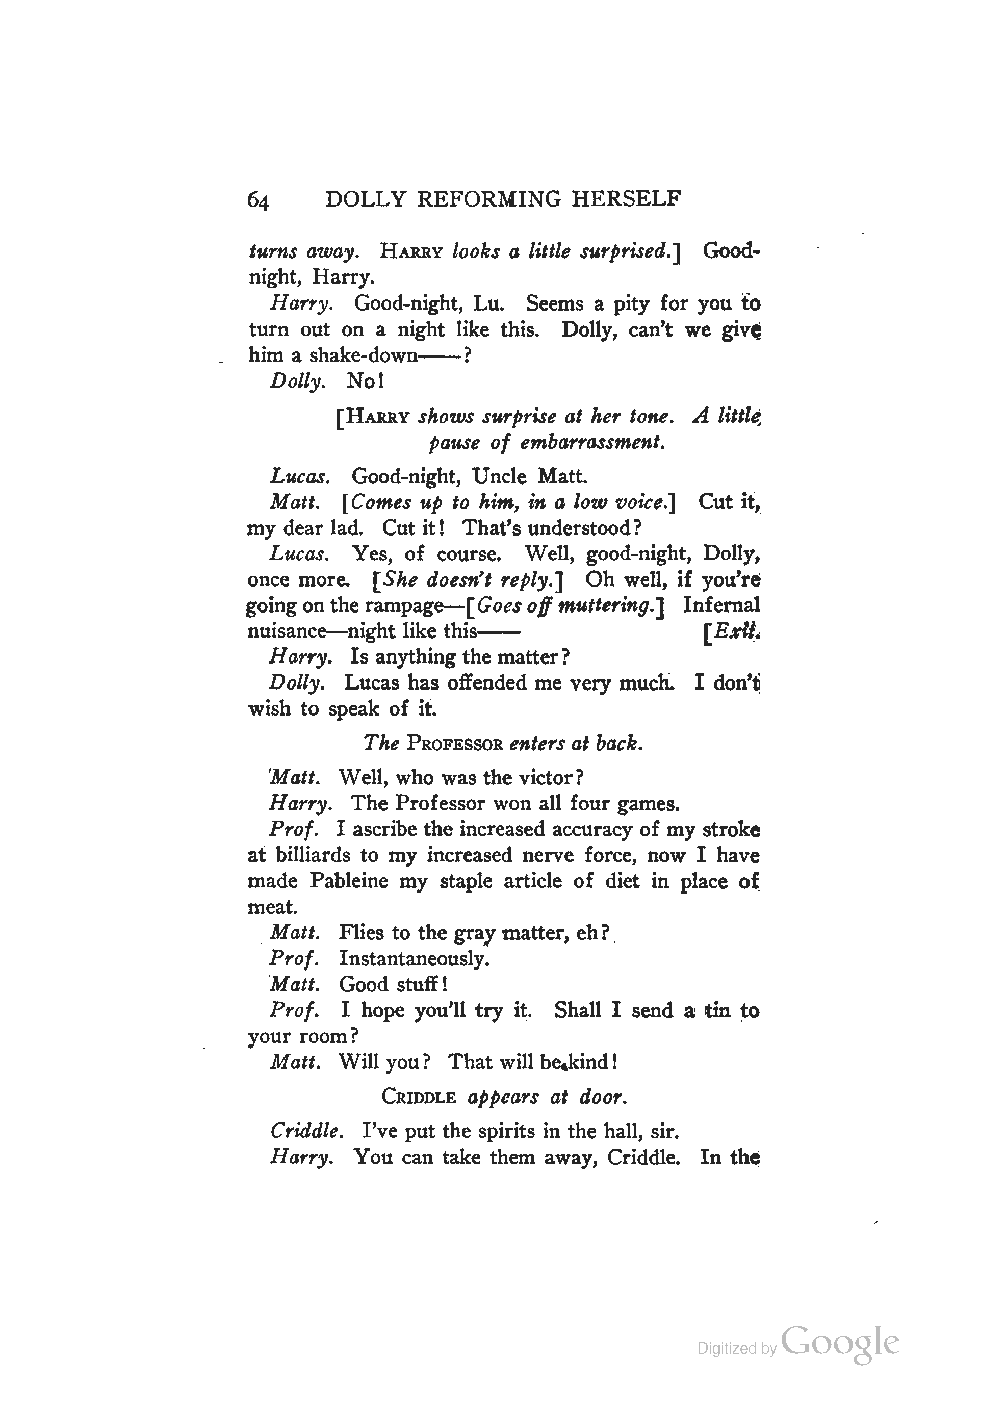 64 DOLLY REFORMING HERSELF
turns away. HARRY looks a little surprised.] Good-
night, Harry.
Harry. Good-night, Lu. Seems a pity for you to
turn out on a night like this. Dolly, can't we give
him a shake-down——?
Dolly. No!
[HARRY shows surprise at her tone. A little
pause of embarrassment.
Lucas. Good-night, Uncle Matt.
Matt. [Comes up to him, in a low voice.] Cut it,
my dear lad. Cut it! That's understood?
Lucas. Yes, of course. Well, good-night, Dolly,
once more. [She doesn't reply.] Oh well, if you're
going on the rampage—[Goes off muttering.] Infernal
nuisance—night like this—— [Exit.
Harry. Is anything the matter?
Dolly. Lucas has offended me very much. I don't
wish to speak of it.
The PROFESSOR enters at back.
Matt. Well, who was the victor?
Harry. The Professor won all four games.
Prof. I ascribe the increased accuracy of my stroke
at billiards to my increased nerve force, now I have
made Pableine my staple article of diet in place of
meat.
Matt. Flies to the gray matter, eh?
Prof. Instantaneously.
Matt. Good stuff!
Prof. I hope you'll try it. Shall I send a tin to
your room?
Matt. Will you? That will be kind!
CRIDDLE appears at door.
Criddle. I've put the spirits in the hall, sir.
Harry. You can take them away, Criddle. In the
Digitized by Google